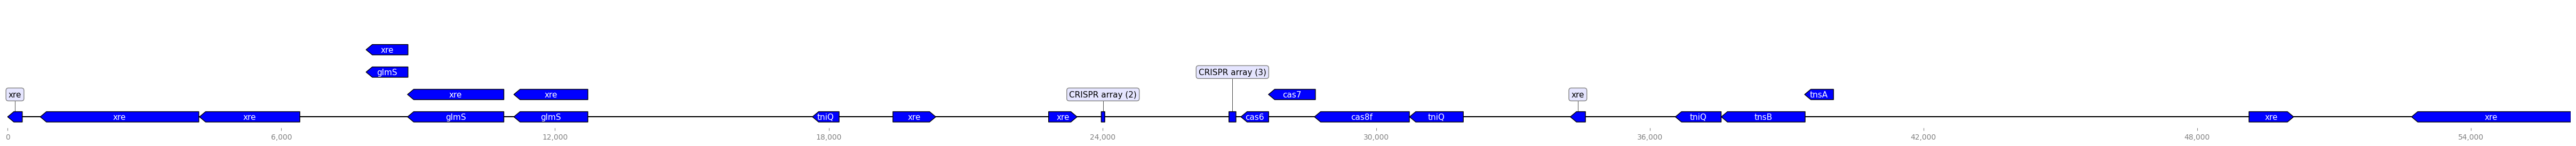 xre
glmS
CRISPR array (3)
xre xre xre CRISPR array (2) cas7 xre tnsA
xre xre glmS glmS tniQ xre xre cas6 cas8f tniQ tniQ tnsB xre xre
0 6,000 12,000 18,000 24,000 30,000 36,000 42,000 48,000 54,000